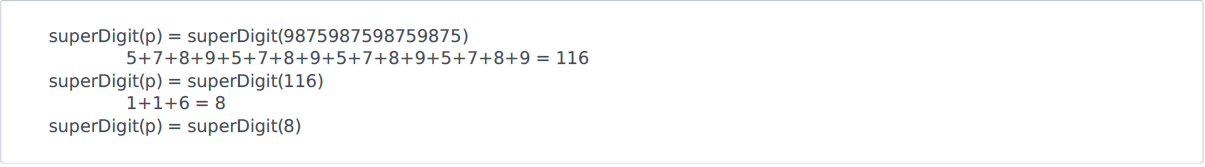 superDigit(p) = superDigit(9875987598759875)
5+7+8+9+5+7+8+9+5+7+8+9+5+7+8+9 = 116
superDigit(p) = superDigit(116)
1+1+6 = 8
superDigit(p) = superDigit(8)